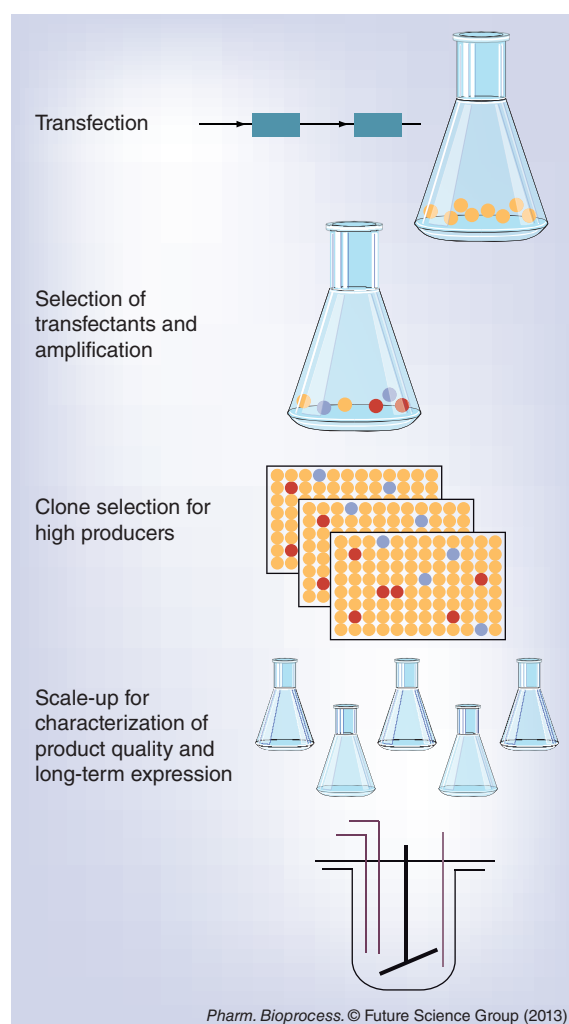 Transfection
Selection of
transfectants and
amplification
Clone selection for
high producers
Scale-up for
characterization of
product quality and
long-term expression
Pharm. Bioprocess. © Future Science Group (2013)